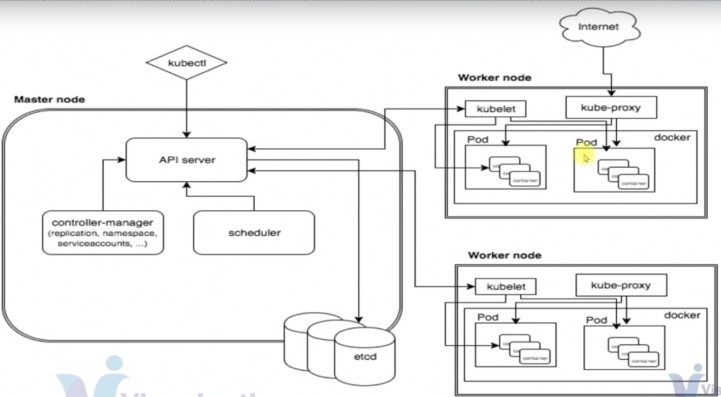 Internet
kubectl
Worker node
Master node
kubelet
kube-proxy
Pod
Pod
docker
container
container
API server
controller-manager
(replication, namespace,
serviceaccounts, ...)
scheduler
Worker node
kubelet
kube-proxy
Pod
Pod
docker
container
container
etcd